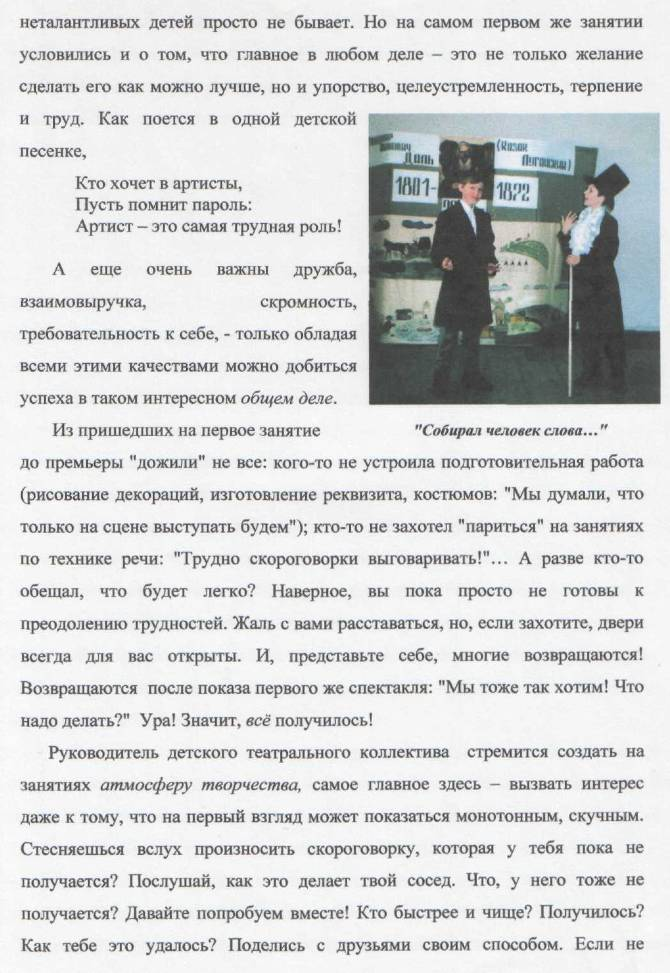 неталантливых детей просто не бывает. Но на самом первом же занятии
условились и о том, что главное в любом деле – это не только желание
сделать его как можно лучше, но и упорство, целеустремленность, терпение
и труд. Как поется в одной детской
песенке,
Кто хочет в артисты,
Пусть помнит пароль:
Артист – это самая трудная роль!
А еще очень важны дружба,
взаимовыручка, скромность,
требовательность к себе, - только обладая
всеми этими качествами можно добиться
успеха в таком интересном общем деле.
Даль
(Казак
Луганский)
1801-
1872
"Собирал человек слова…"
Из пришедших на первое занятие
до премьеры "дожили" не все: кого-то не устроила подготовительная работа
(рисование декораций, изготовление реквизита, костюмов: "Мы думали, что
только на сцене выступать будем"); кто-то не захотел "париться" на занятиях
по технике речи: "Трудно скороговорки выговаривать!"… А разве кто-то
обещал, что будет легко? Наверное, вы пока просто не готовы к
преодолению трудностей. Жаль с вами расставаться, но, если захотите, двери
всегда для вас открыты. И, представьте себе, многие возвращаются!
Возвращаются после показа первого же спектакля: "Мы тоже так хотим! Что
надо делать?" Ура! Значит, всё получилось!
Руководитель детского театрального коллектива стремится создать на
занятиях атмосферу творчества, самое главное здесь – вызвать интерес
даже к тому, что на первый взгляд может показаться монотонным, скучным.
Стесняешься вслух произносить скороговорку, которая у тебя пока не
получается? Послушай, как это делает твой сосед. Что, у него тоже не
получается? Давайте попробуем вместе! Кто быстрее и чище? Получилось?
Как тебе это удалось? Поделись с друзьями своим способом. Если не